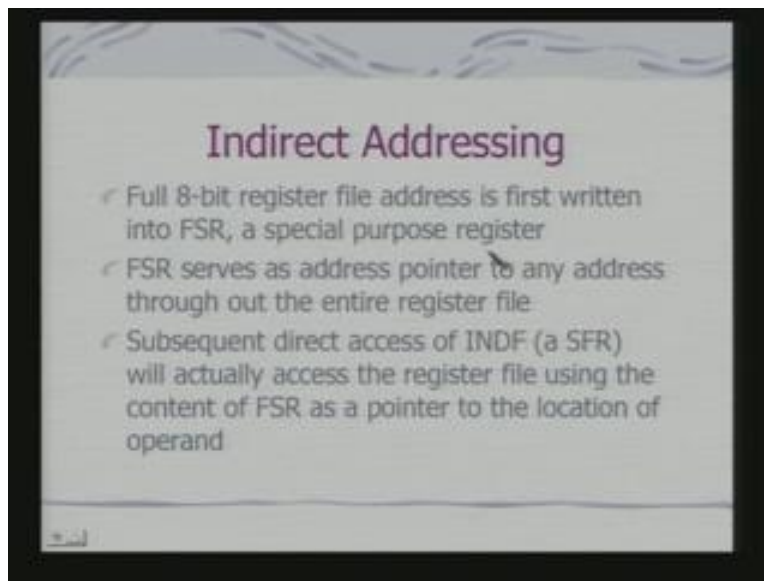 Indirect Addressing
Full 8-bit register file address is first written
into FSR, a special purpose register
FSR serves as address pointer to any address
through out the entire register file
Subsequent direct access of INDF (a SFR)
will actually access the register file using the
content of FSR as a pointer to the location of
operand